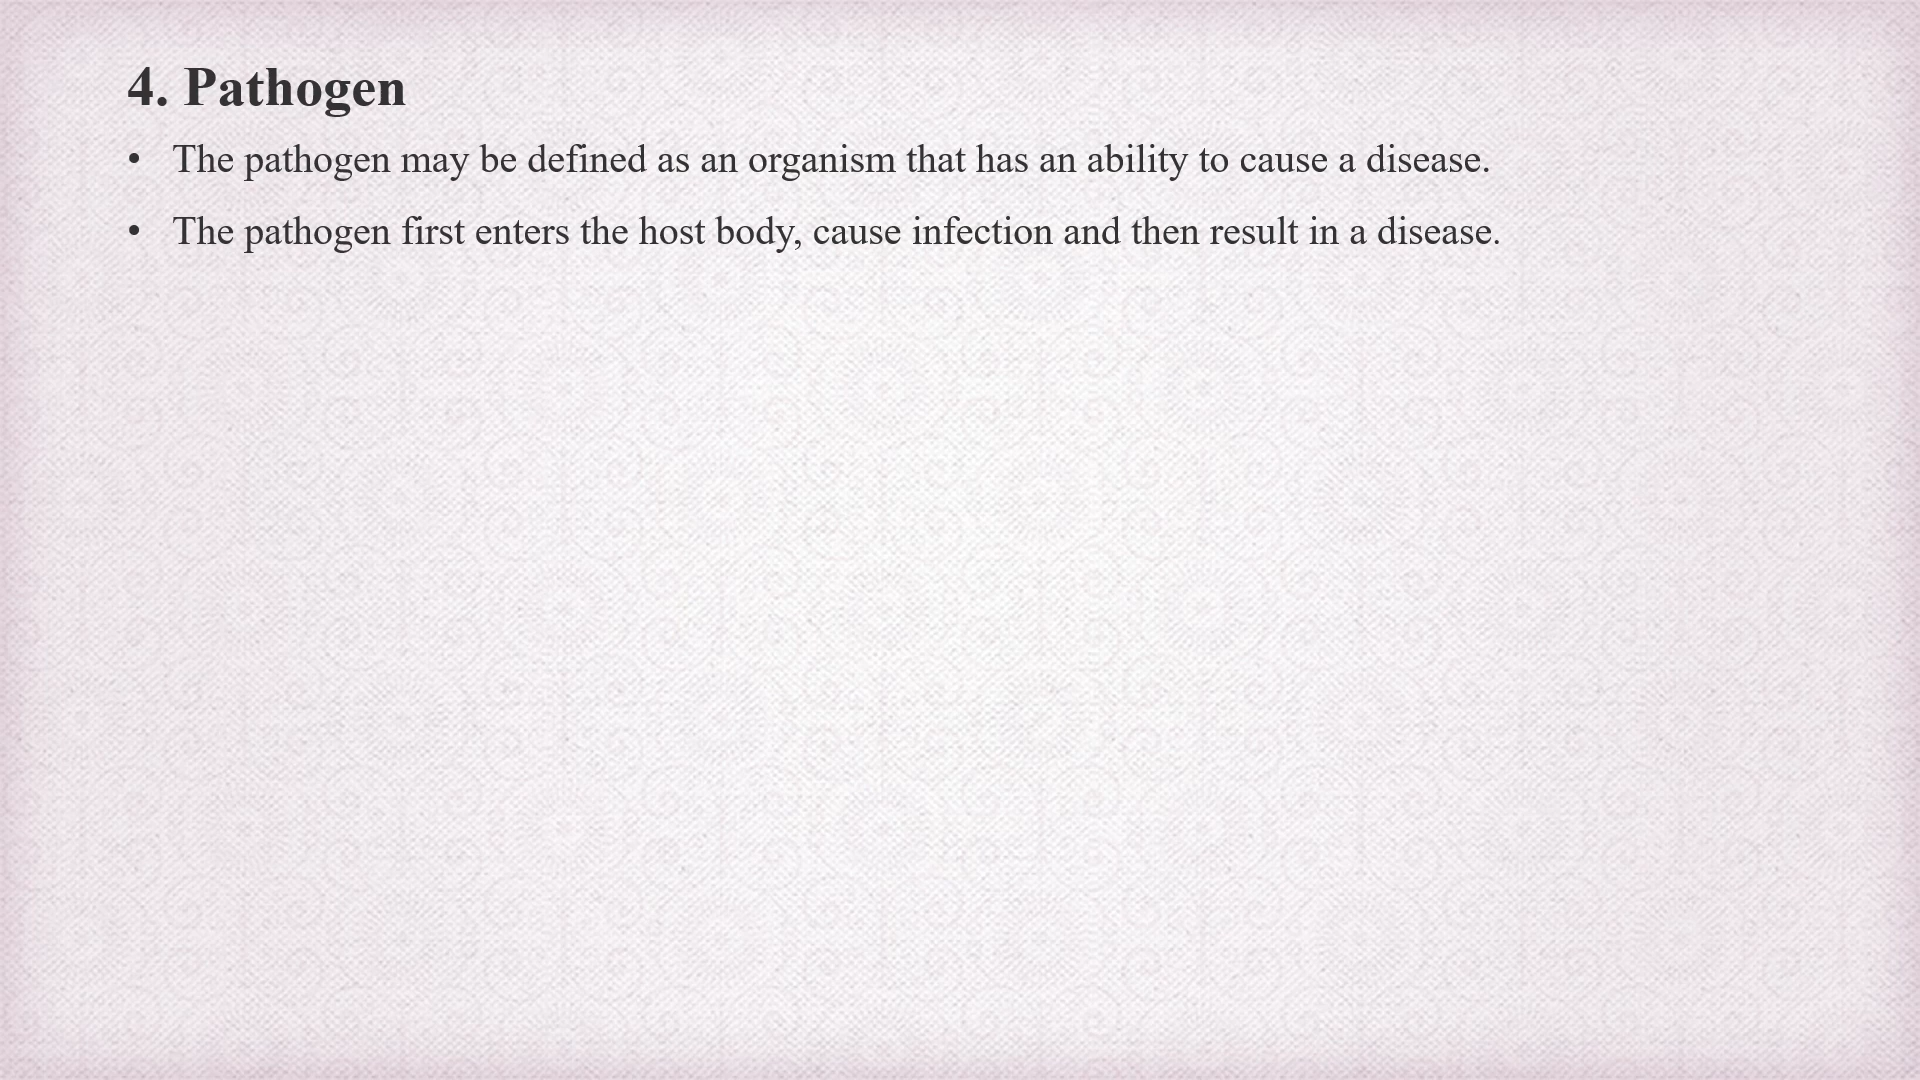 4. Pathogen
• The pathogen may be defined as an organism that has an ability to cause a disease.
• The pathogen first enters the host body, cause infection and then result in a disease.